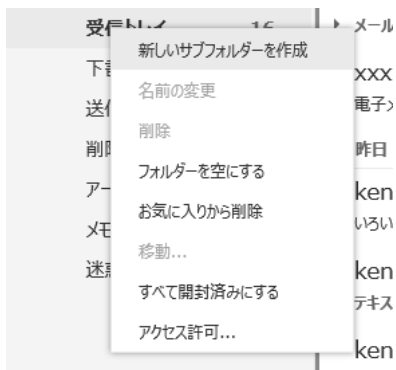 受信トレイ 16
新しいサブフォルダーを作成
名前の変更
削除
フォルダーを空にする
お気に入りから削除
移動...
すべて開封済みにする
アクセス許可...
下
送
削
ア
メモ
迷
メール
xxx
電子メ
昨日
ken
いろい
ken
テキス
ken